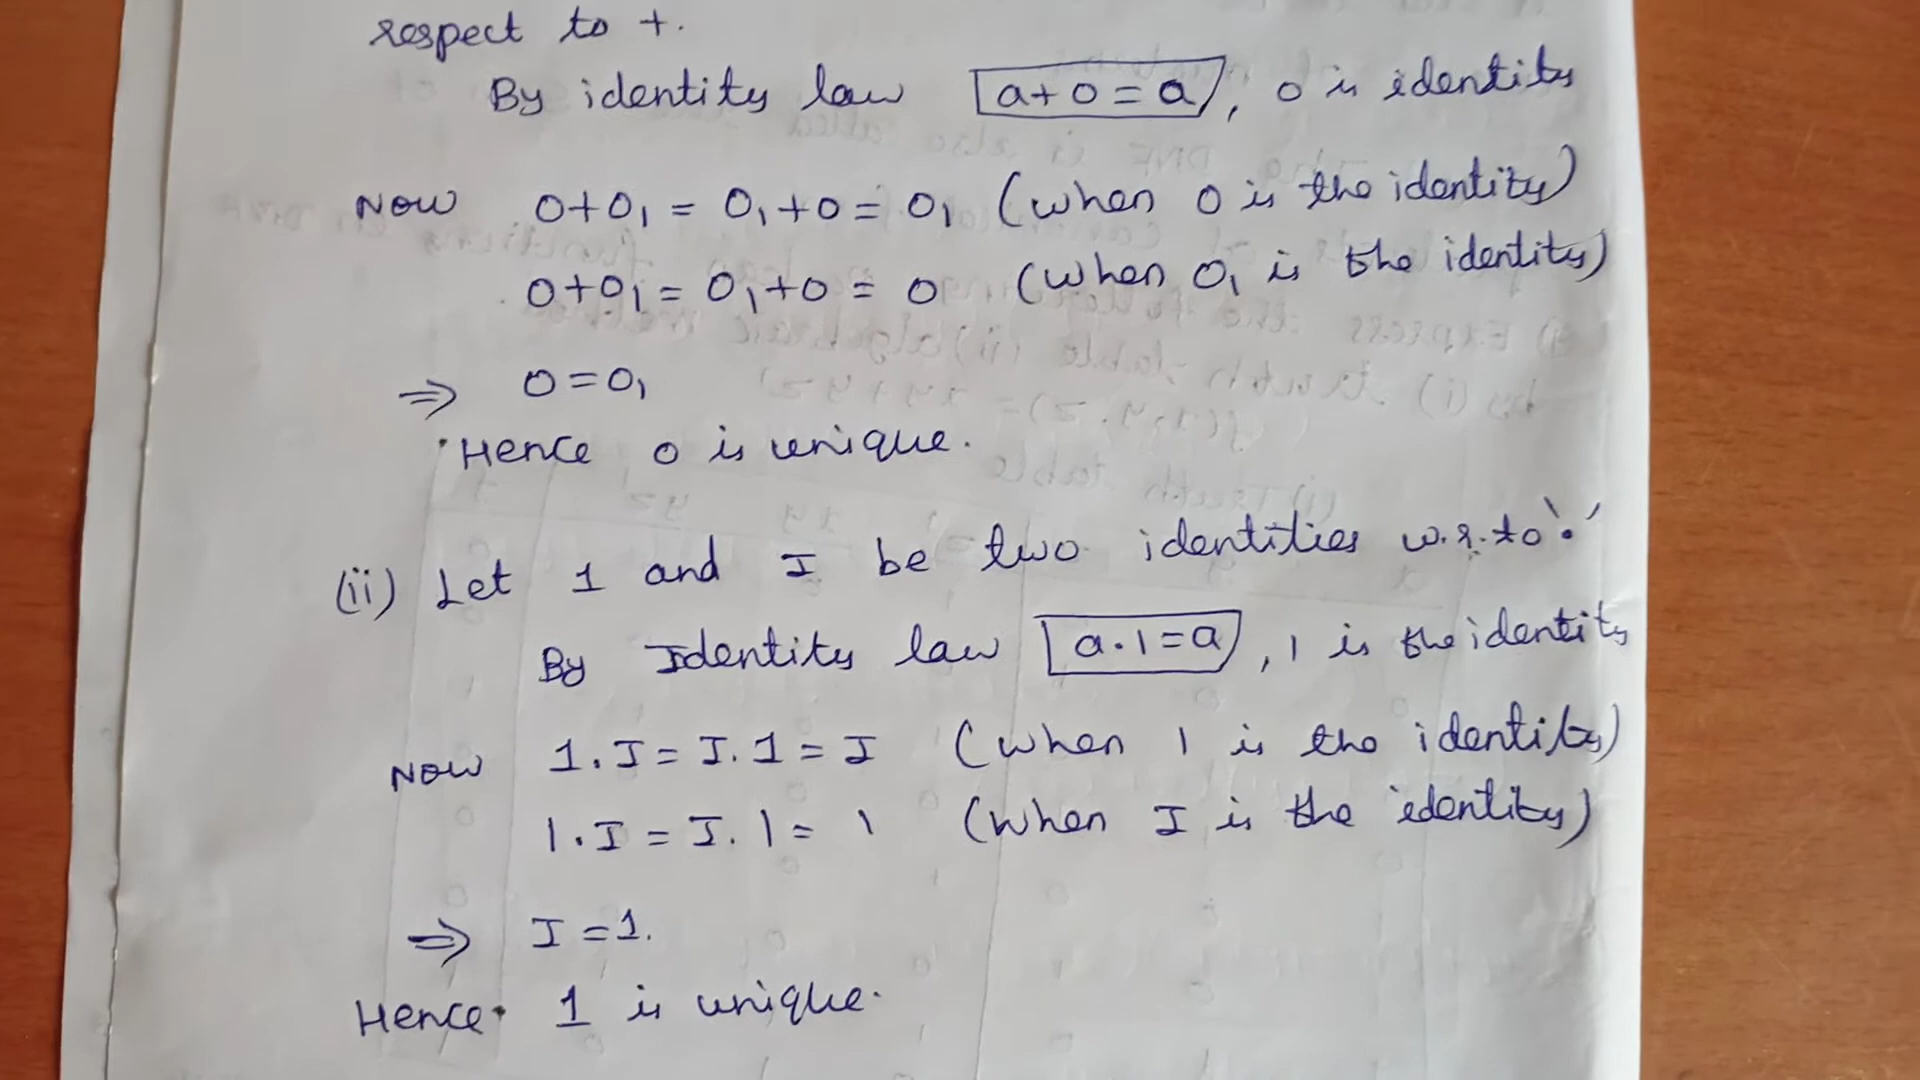 respect to +.
By identity law a+0=a, 0 is identity
Now 0+0₁ = 0₁+0 = 0₁ (when 0 is the identity)
0+0₁ = 0₁+0 = 0 (when 0₁ is the identity)
⇒ 0=0₁
Hence 0 is unique.
(ii) Let 1 and I be two identities w.r.to '.'
By Identity law a.1=a, 1 is the identity
Now 1.I = I.1 = I (when 1 is the identity)
1.I = I.1 = 1 (when I is the identity)
⇒ I =1.
Hence 1 is unique.